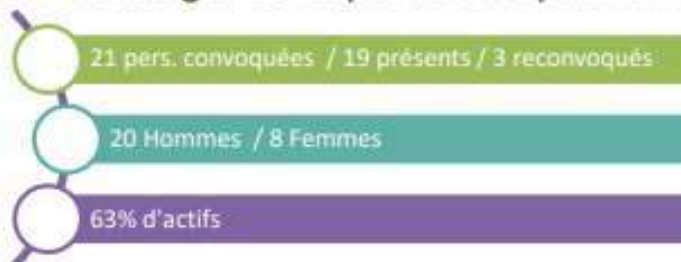 21 pers. convoquées / 19 présents / 3 reconvoqués
20 Hommes / 8 Femmes
63% d'actifs